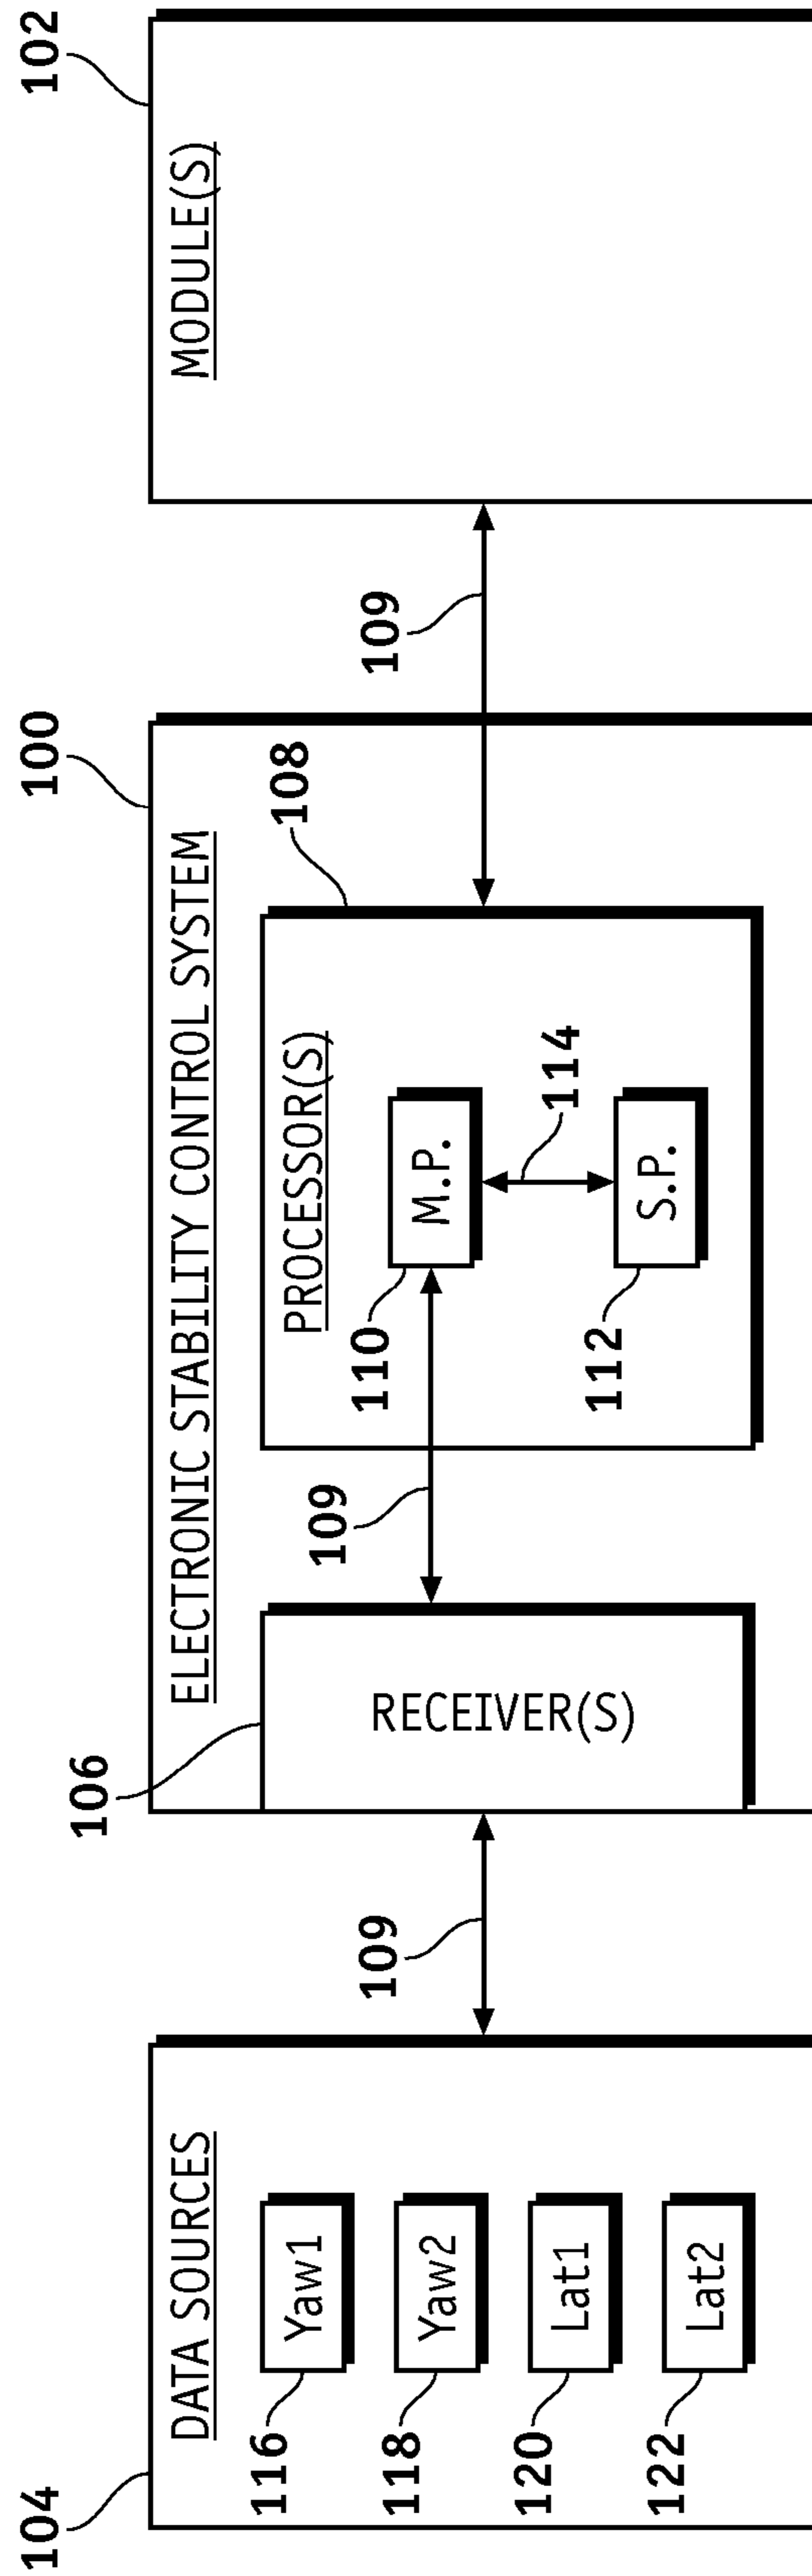 104
DATA SOURCES
116
Yaw1
118
Yaw2
120
Lat1
122
Lat2
109
100
ELECTRONIC STABILITY CONTROL SYSTEM
106
RECEIVER(S)
109
108
PROCESSOR(S)
110
M.P.
114
112
S.P.
109
102
MODULE(S)